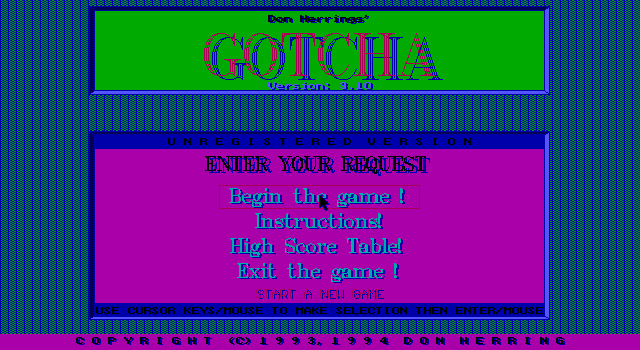 Don Herrings'
GOTCHA
Version: 3.10
UNREGISTERED VERSION
ENTER YOUR REQUEST
Begin the game !
Instructions!
High Score Table!
Exit the game !
START A NEW GAME
USE CURSOR KEYS/MOUSE TO MAKE SELECTION THEN ENTER/MOUSE
COPYRIGHT (C) 1993,1994 DON HERRING